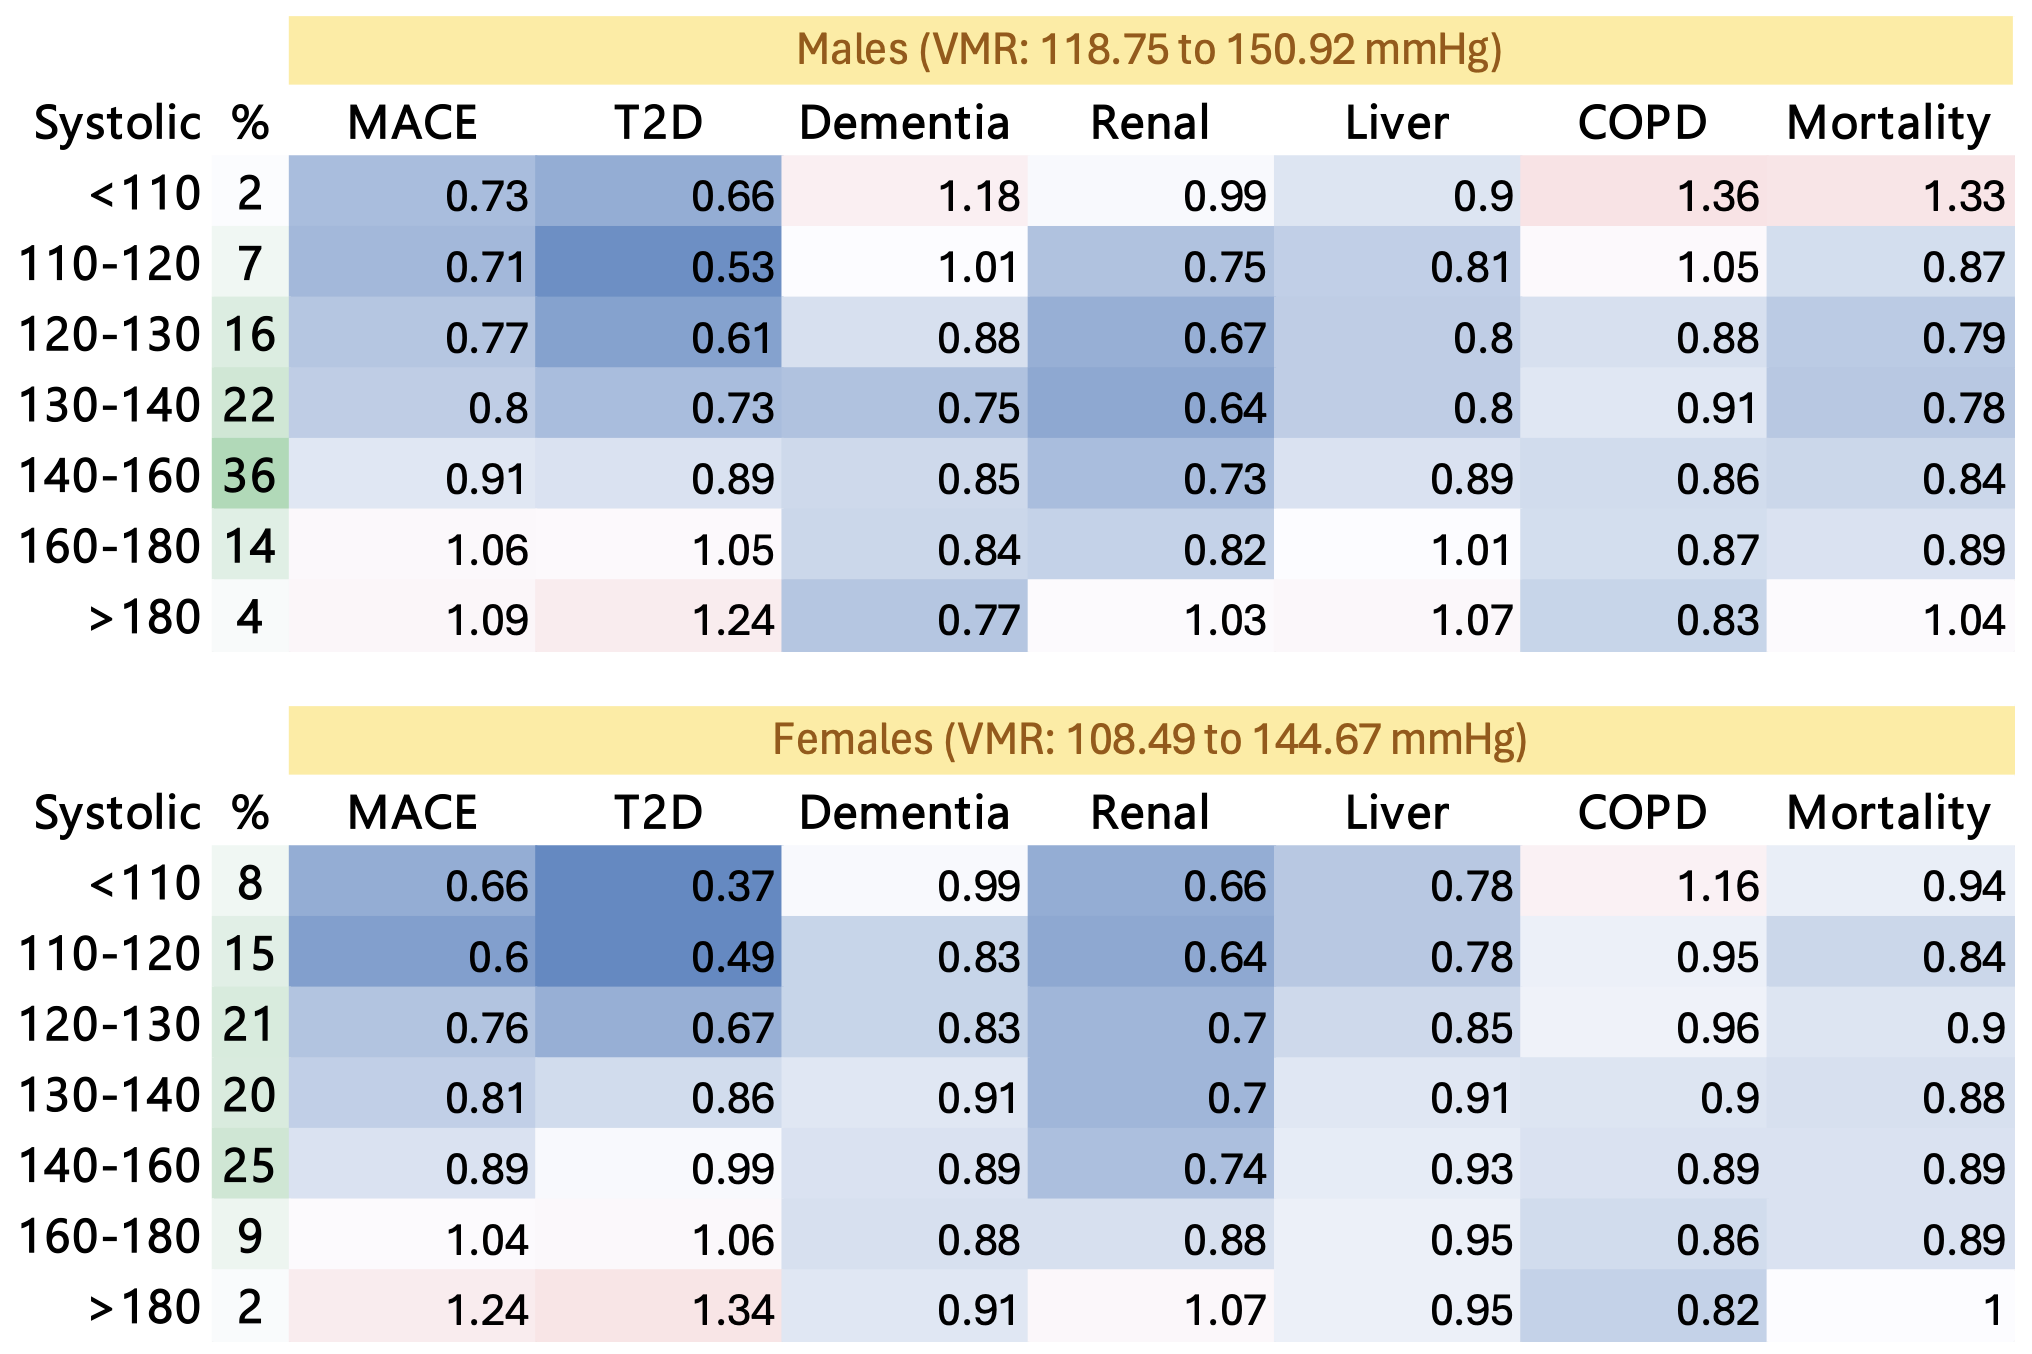 Males (VMR: 118.75 to 150.92 mmHg)
Systolic % MACE T2D Dementia Renal Liver COPD Mortality
<110 2 0.73 0.66 1.18 0.99 0.9 1.36 1.33
110-120 7 0.71 0.53 1.01 0.75 0.81 1.05 0.87
120-130 16 0.77 0.61 0.88 0.67 0.8 0.88 0.79
130-140 22 0.8 0.73 0.75 0.64 0.8 0.91 0.78
140-160 36 0.91 0.89 0.85 0.73 0.89 0.86 0.84
160-180 14 1.06 1.05 0.84 0.82 1.01 0.87 0.89
>180 4 1.09 1.24 0.77 1.03 1.07 0.83 1.04
Females (VMR: 108.49 to 144.67 mmHg)
Systolic % MACE T2D Dementia Renal Liver COPD Mortality
<110 8 0.66 0.37 0.99 0.66 0.78 1.16 0.94
110-120 15 0.6 0.49 0.83 0.64 0.78 0.95 0.84
120-130 21 0.76 0.67 0.83 0.7 0.85 0.96 0.9
130-140 20 0.81 0.86 0.91 0.7 0.91 0.9 0.88
140-160 25 0.89 0.99 0.89 0.74 0.93 0.89 0.89
160-180 9 1.04 1.06 0.88 0.88 0.95 0.86 0.89
>180 2 1.24 1.34 0.91 1.07 0.95 0.82 1